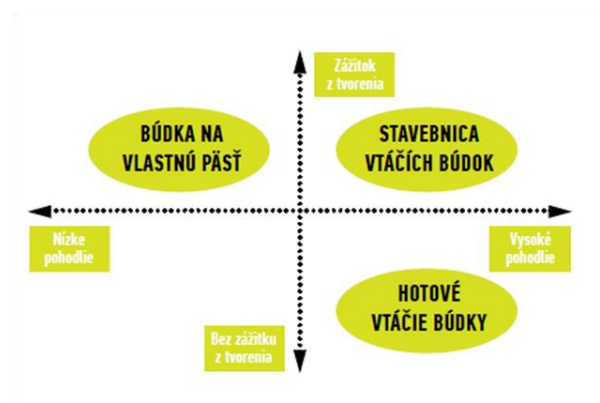 Zážitok
z tvorenia
BÚDKA NA
VLASTNÚ PÄSŤ
STAVEBNICA
VTÁČÍCH BÚDOK
Nízke
pohodlie
Vysoké
pohodlie
HOTOVÉ
VTÁČIE BÚDKY
Bez zážitku
z tvorenia